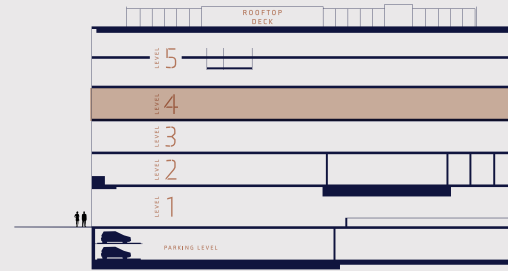 ROOFTOP
DECK
LEVEL 5
LEVEL 4
LEVEL 3
LEVEL 2
LEVEL 1
PARKING LEVEL